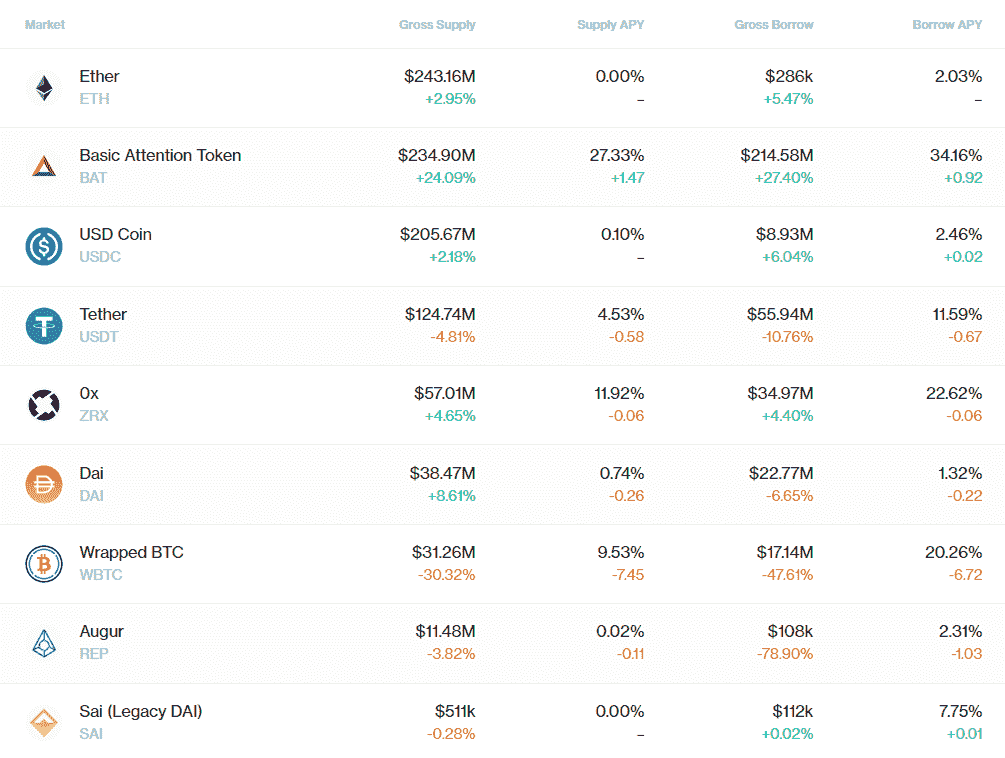 Market Gross Supply Supply APY Gross Borrow Borrow APY
Ether $243.16M 0.00% $286k 2.03%
ETH +2.95% – +5.47% –
Basic Attention Token $234.90M 27.33% $214.58M 34.16%
BAT +24.09% +1.47 +27.40% +0.92
USD Coin $205.67M 0.10% $8.93M 2.46%
USDC +2.18% – +6.04% +0.02
Tether $124.74M 4.53% $55.94M 11.59%
USDT -4.81% -0.58 -10.76% -0.67
0x $57.01M 11.92% $34.97M 22.62%
ZRX +4.65% -0.06 +4.40% -0.06
Dai $38.47M 0.74% $22.77M 1.32%
DAI +8.61% -0.26 -6.65% -0.22
Wrapped BTC $31.26M 9.53% $17.14M 20.26%
WBTC -30.32% -7.45 -47.61% -6.72
Augur $11.48M 0.02% $108k 2.31%
REP -3.82% -0.11 -78.90% -1.03
Sai (Legacy DAI) $511k 0.00% $112k 7.75%
SAI -0.28% – +0.02% +0.01